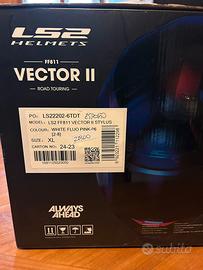 LS2
HELMETS
FF811
VECTOR II
ROAD TOURING
PO: LS22202-6TDT
MODEL: LS2 FF811 VECTOR II STYLUS
COLOUR: WHITE FLUO PINK-P6
SIZE: XL
CARTON NO: 24-23
ALWAYS
AHEAD
subito